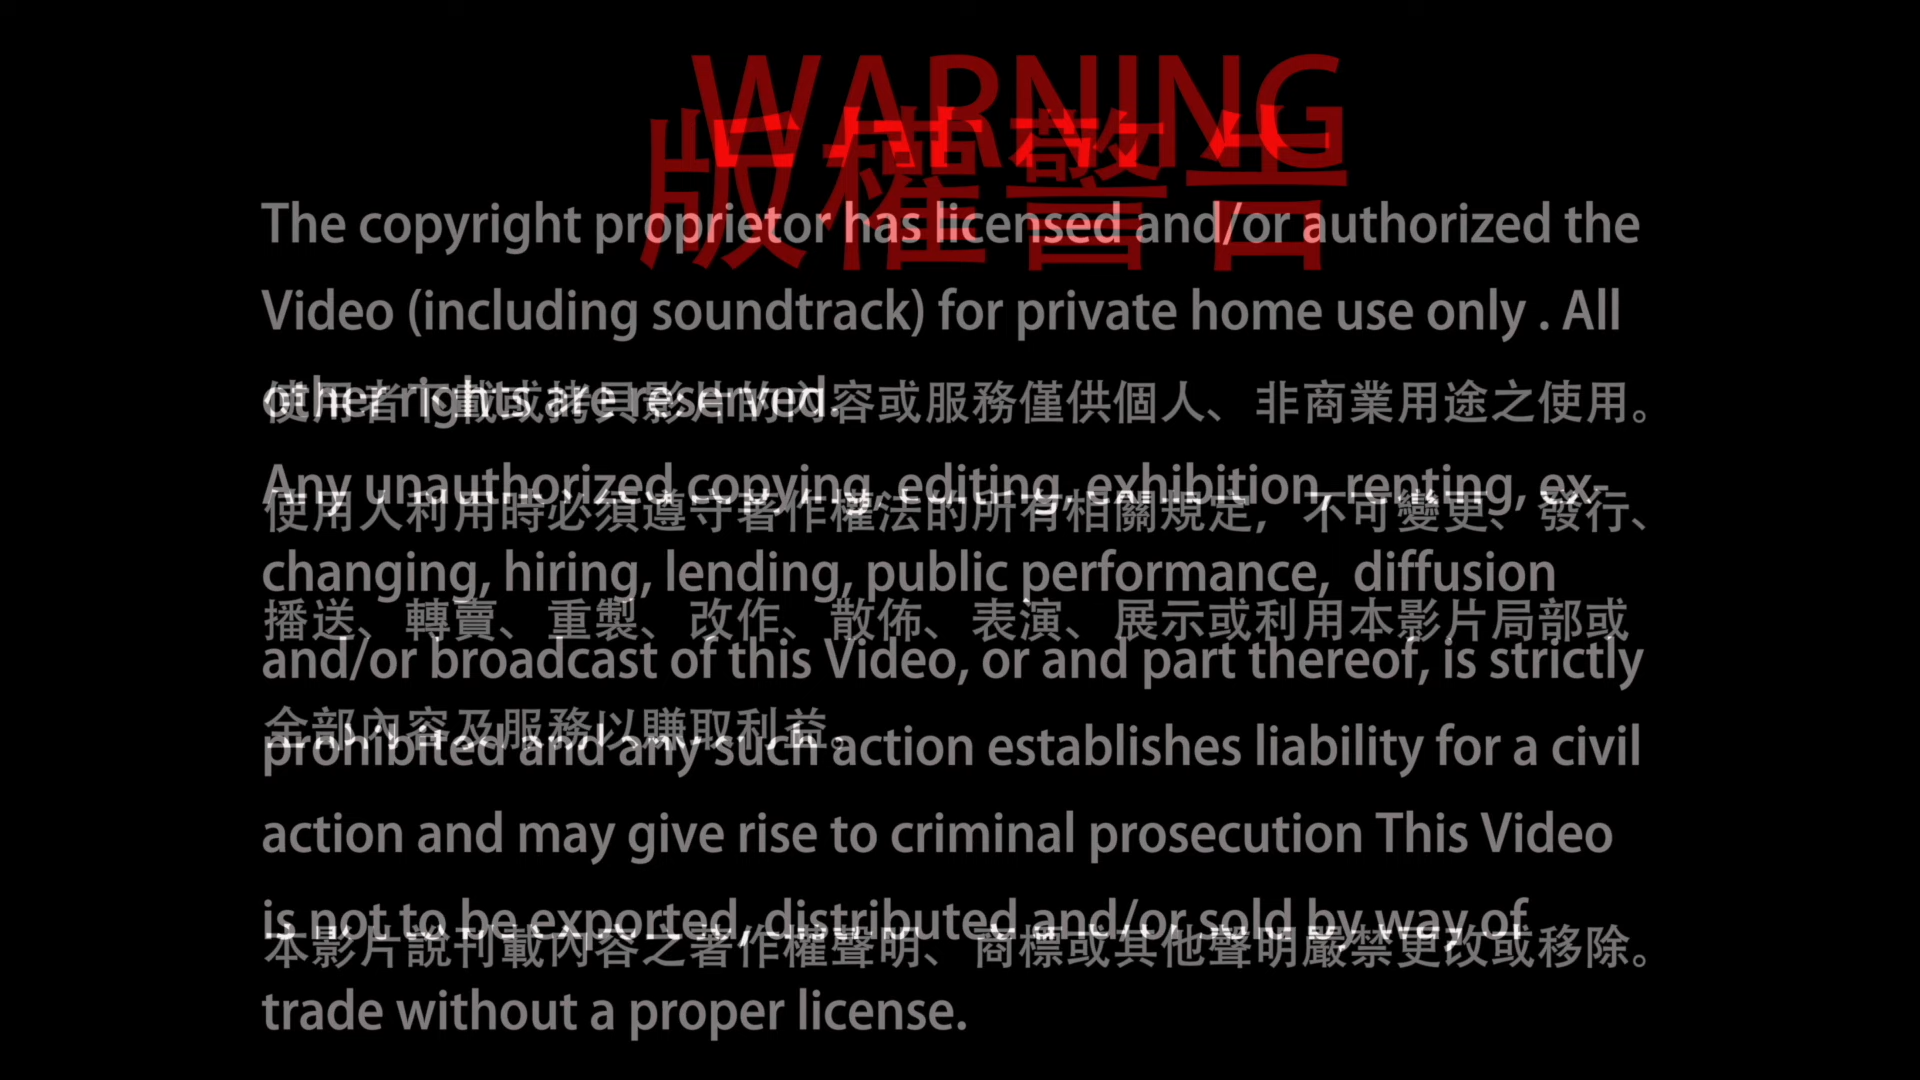 WARNING
版權警告
The copyright proprietor has licensed and/or authorized the
Video (including soundtrack) for private home use only . All
other rights are reserved.
使用者下載或拷貝影片的內容或服務僅供個人、非商業用途之使用。
Any unauthorized copying, editing, exhibition, renting, ex-
使用人利用時必須遵守著作權法的所有相關規定，不可變更、發行、
changing, hiring, lending, public performance, diffusion
播送、轉賣、重製、改作、散佈、表演、展示或利用本影片局部或
and/or broadcast of this Video, or and part thereof, is strictly
全部內容及服務以賺取利益。
prohibited and any such action establishes liability for a civil
action and may give rise to criminal prosecution This Video
is not to be exported, distributed and/or sold by way of
本影片說刊載內容之著作權聲明、商標或其他聲明嚴禁更改或移除。
trade without a proper license.